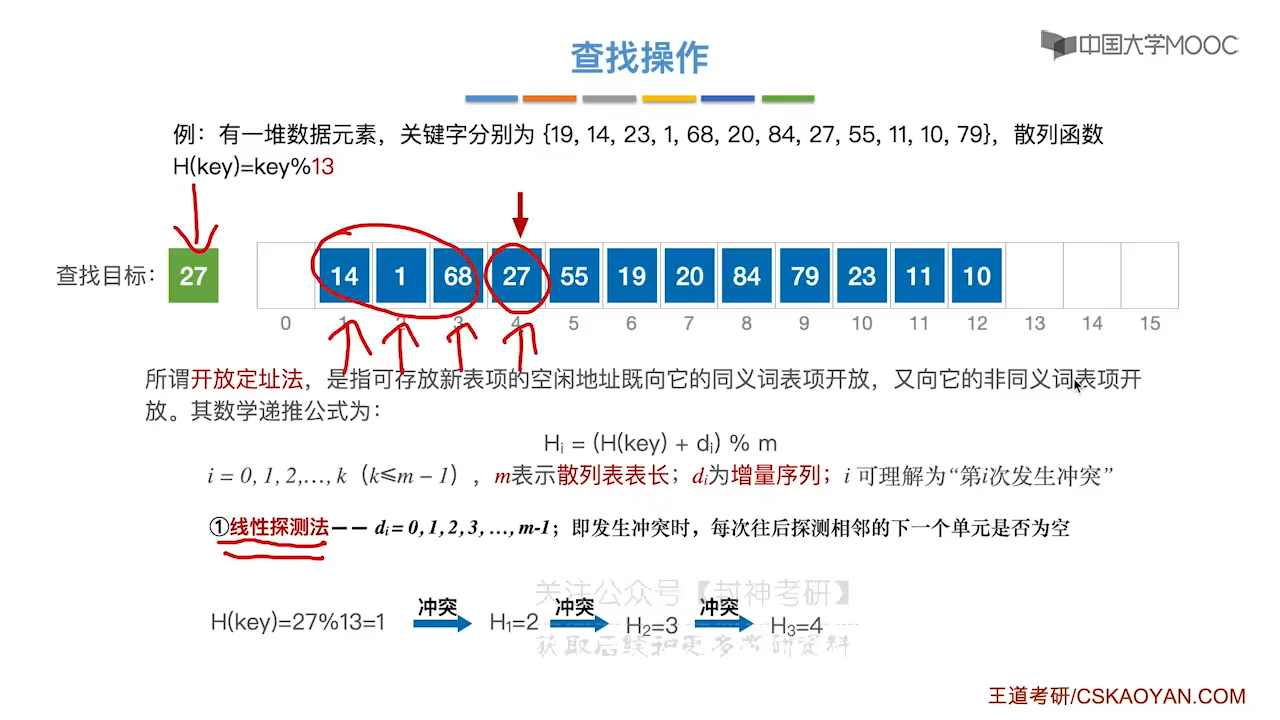 中国大学MOOC
查找操作
例：有一堆数据元素，关键字分别为 {19, 14, 23, 1, 68, 20, 84, 27, 55, 11, 10, 79}，散列函数
H(key)=key%13
查找目标： 27 14 1 68 27 55 19 20 84 79 23 11 10
0 1 2 3 4 5 6 7 8 9 10 11 12 13 14 15
所谓开放定址法，是指可存放新表项的空闲地址既向它的同义词表项开放，又向它的非同义词表项开
放。其数学递推公式为：
Hᵢ = (H(key) + dᵢ) % m
i = 0, 1, 2,…, k（k≤m − 1），m表示散列表表长；dᵢ为增量序列；i 可理解为“第i次发生冲突”
①线性探测法—— dᵢ = 0, 1, 2, 3, …, m-1；即发生冲突时，每次往后探测相邻的下一个单元是否为空
关注公众号【封神考研】
冲突 冲突 冲突
H(key)=27%13=1 H₁=2 H₂=3 H₃=4
获取后续和更多考研资料
王道考研/CSKAOYAN.COM